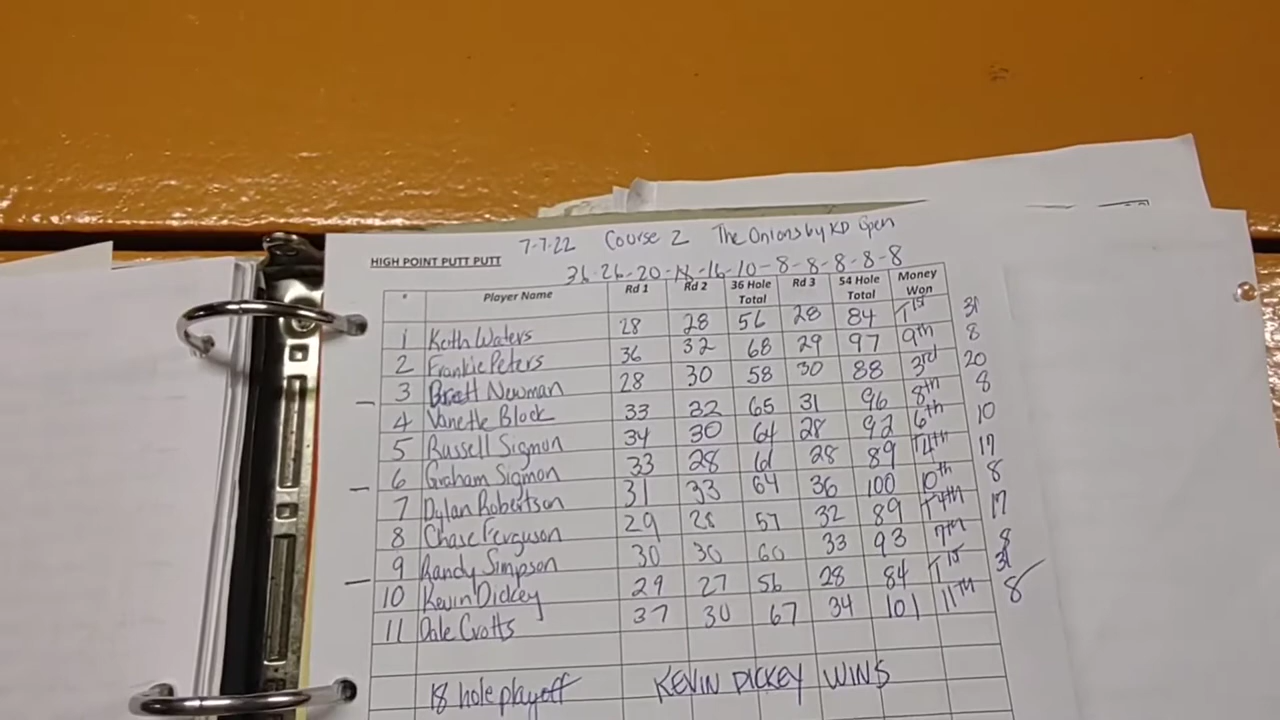 7-7-22 Course 2 The Onions by KD Open
HIGH POINT PUTT PUTT
36-26-20-18-16-10-8-8-8-8-8
# Player Name Rd 1 Rd 2 36 Hole Total Rd 3 54 Hole Total Money Won
1 Keith Waters 28 28 56 28 84 T1st 31
2 Frankie Peters 36 32 68 29 97 9th 8
3 Brett Newman 28 30 58 30 88 3rd 20
4 Vanette Block 33 32 65 31 96 8th 8
5 Russell Sigmon 34 30 64 28 92 6th 10
6 Graham Sigmon 33 28 61 28 89 T4th 17
7 Dylan Robertson 31 33 64 36 100 10th 8
8 Chase Ferguson 29 28 57 32 89 T4th 17
9 Randy Simpson 30 30 60 33 93 7th 8
10 Kevin Dickey 29 27 56 28 84 T1st 31
11 Dale Crotts 37 30 67 34 101 11th 8
18 hole playoff KEVIN DICKEY WINS